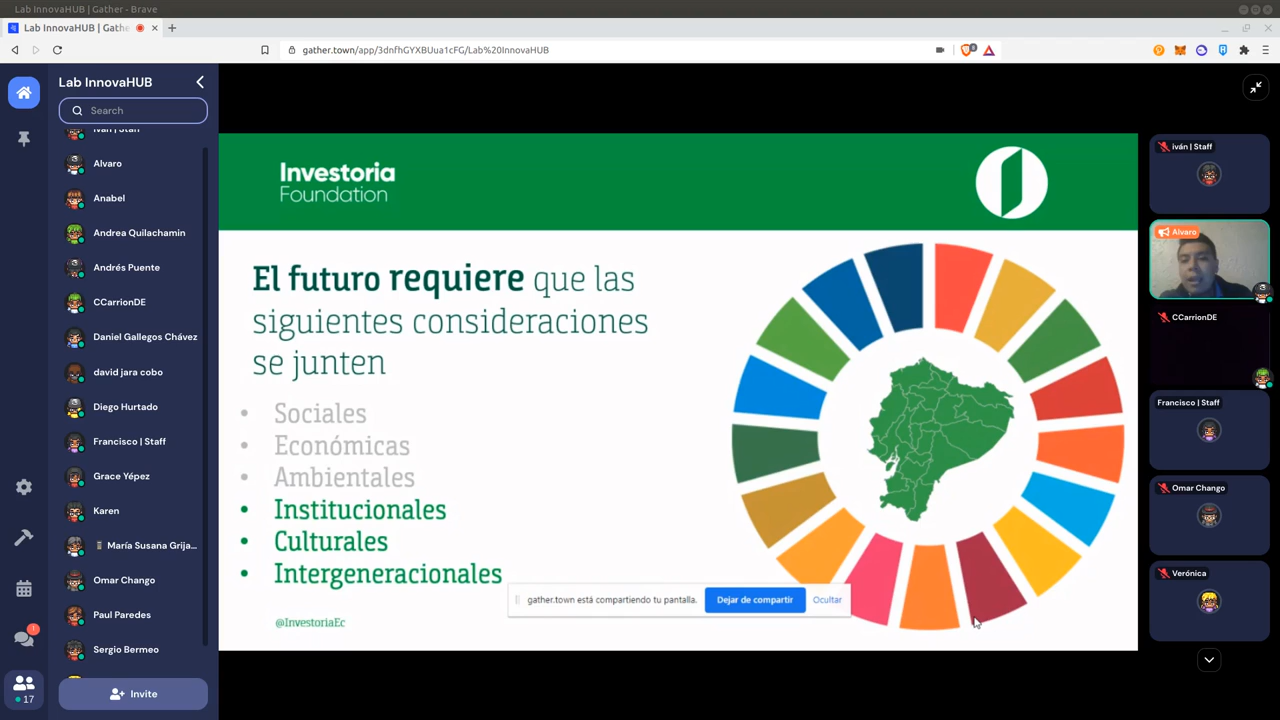 Lab InnovaHUB | Gather - Brave
Lab InnovaHUB | Gathe
gather.town/app/3dnfhGYXBUua1cFG/Lab%20InnovaHUB
Lab InnovaHUB
Search
iván | Staff
Alvaro
Anabel
Andrea Quilachamin
Andrés Puente
CCarrionDE
Daniel Gallegos Chávez
david jara cobo
Diego Hurtado
Francisco | Staff
Grace Yépez
Karen
María Susana Grija...
Omar Chango
Paul Paredes
Sergio Bermeo
1
17
Invite
Investoria
Foundation
El futuro requiere que las
siguientes consideraciones
se junten
• Sociales
• Económicas
• Ambientales
• Institucionales
• Culturales
• Intergeneracionales
@InvestoriaEc
gather.town está compartiendo tu pantalla.
Dejar de compartir
Ocultar
iván | Staff
Alvaro
CCarrionDE
Francisco | Staff
Omar Chango
Verónica